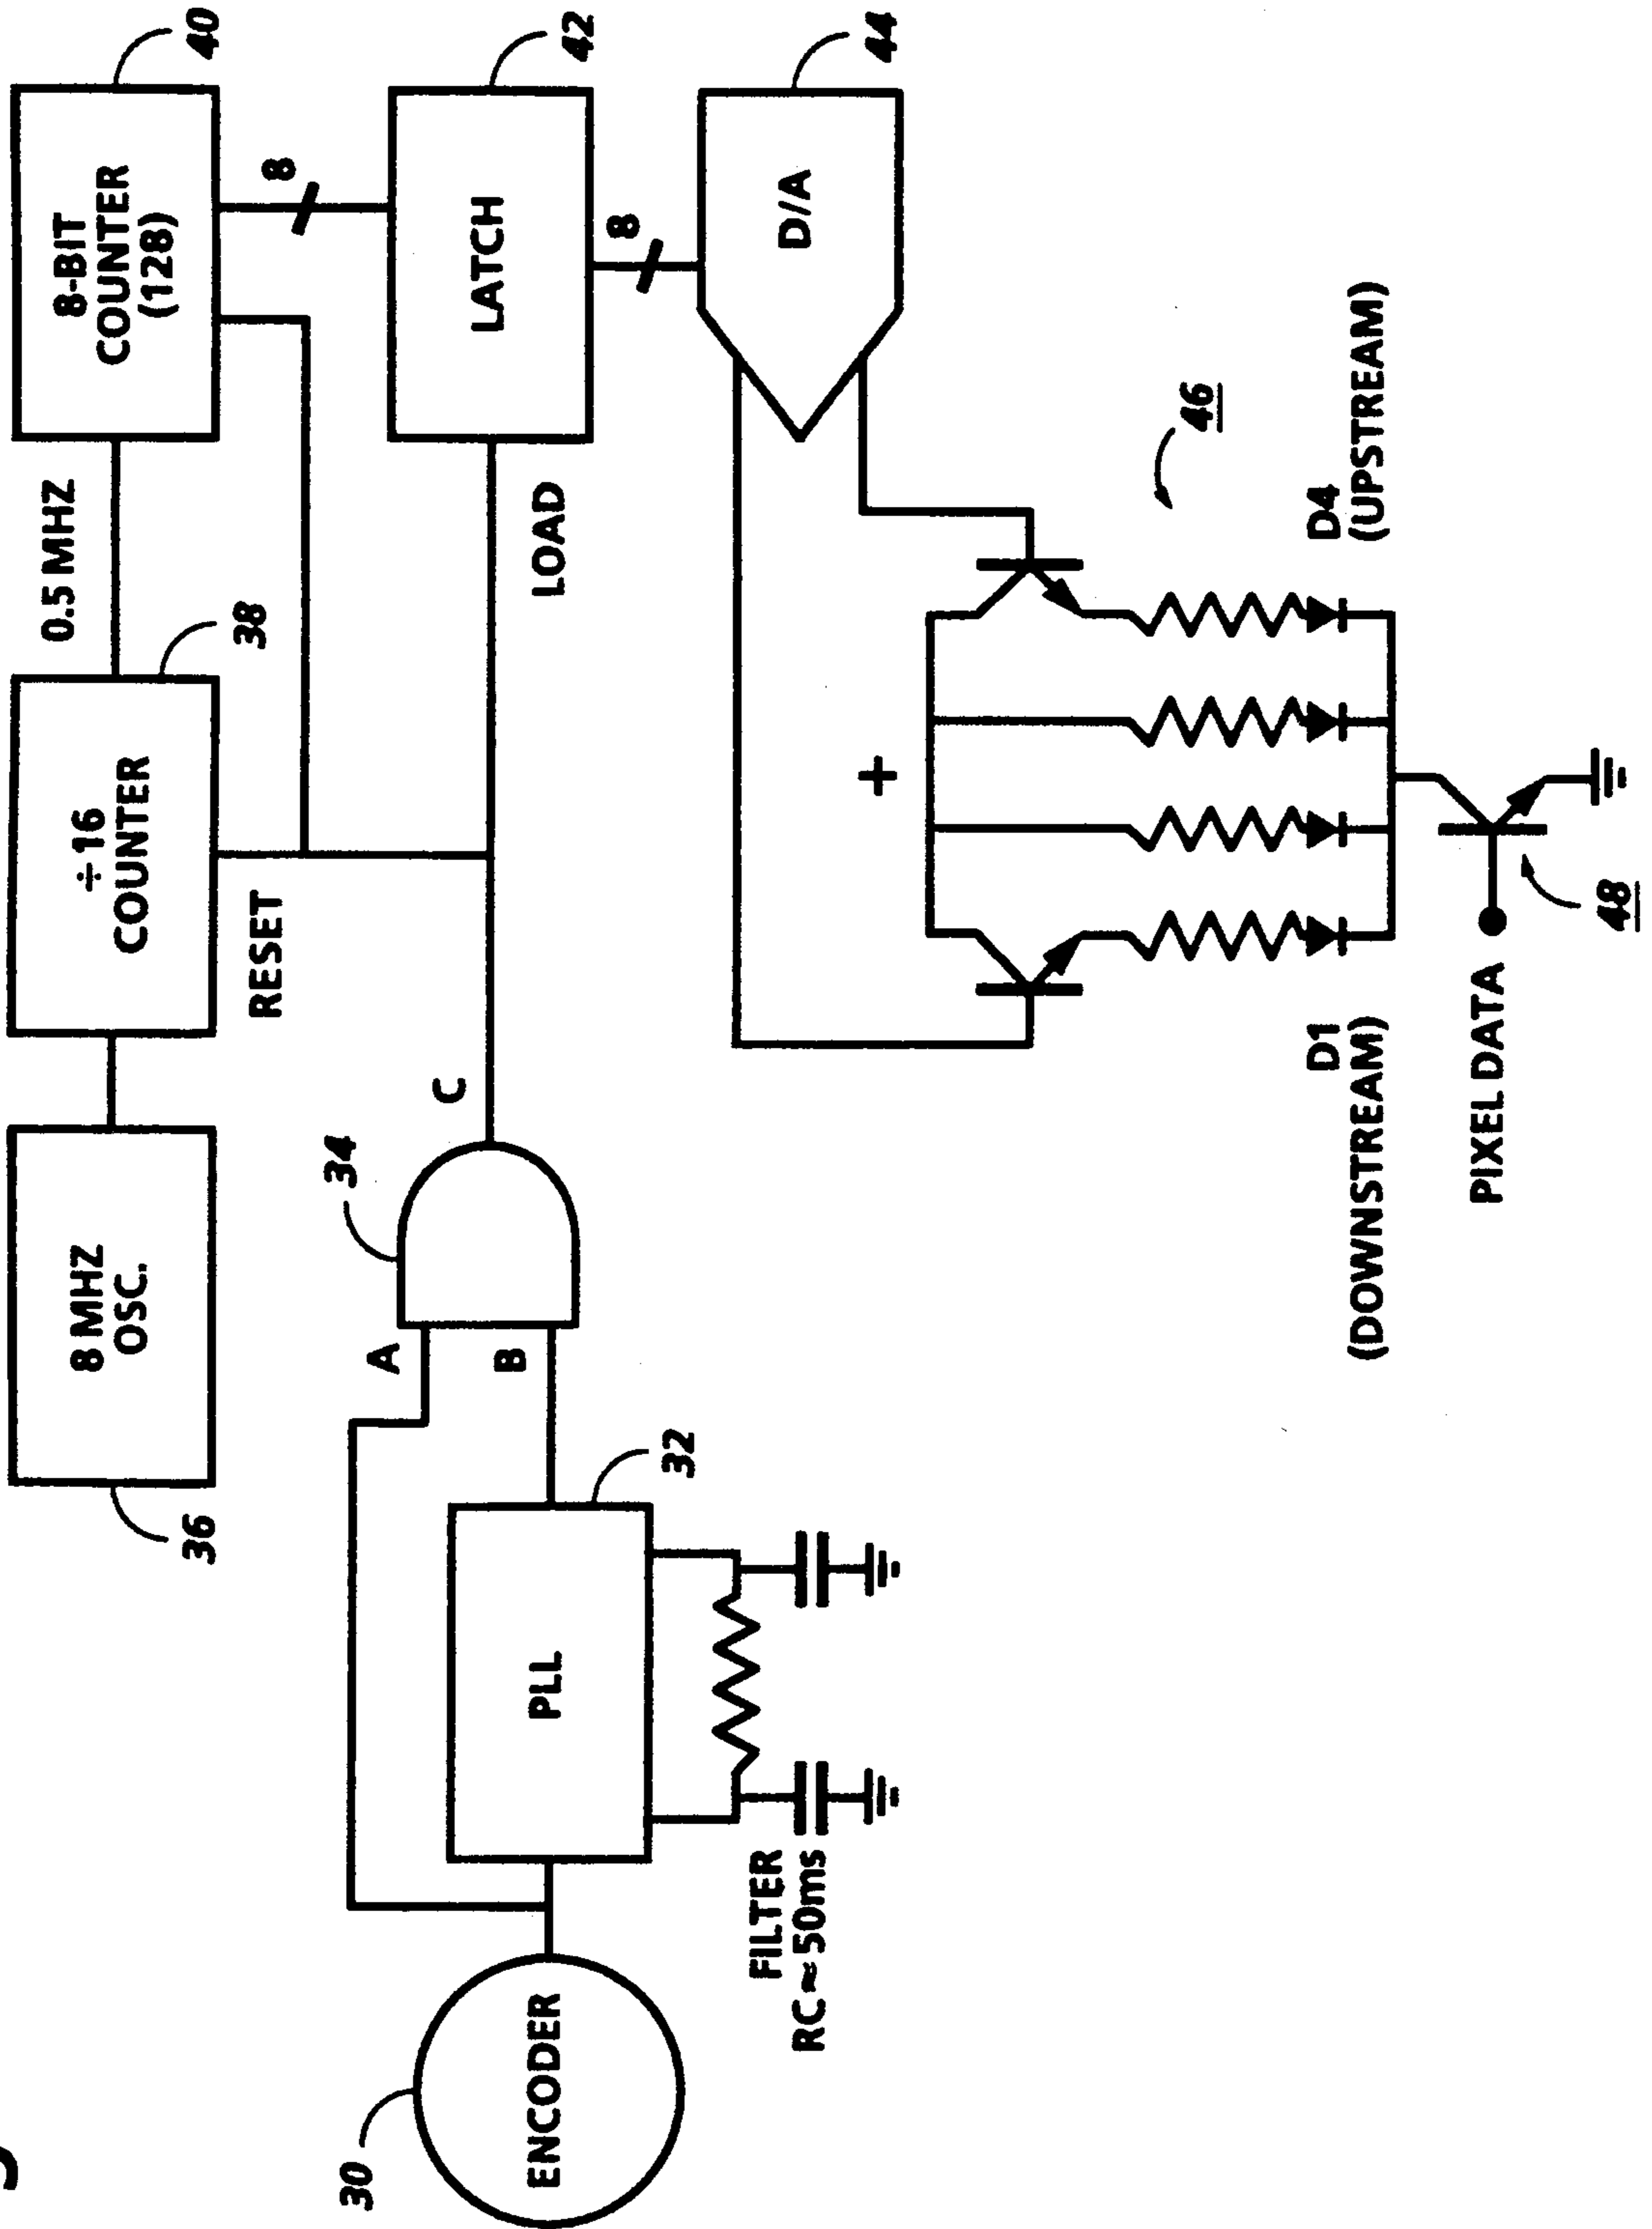 36
8 MHZ
OSC.
÷16
COUNTER
38
0.5 MHZ
8-BIT
COUNTER
(128)
40
RESET
8
30
ENCODER
34
A
B
C
PLL
32
LOAD
LATCH
42
8
FILTER
RC≈50ms
D/A
44
+
46
D1
(DOWNSTREAM)
D4
(UPSTREAM)
PIXEL DATA
48